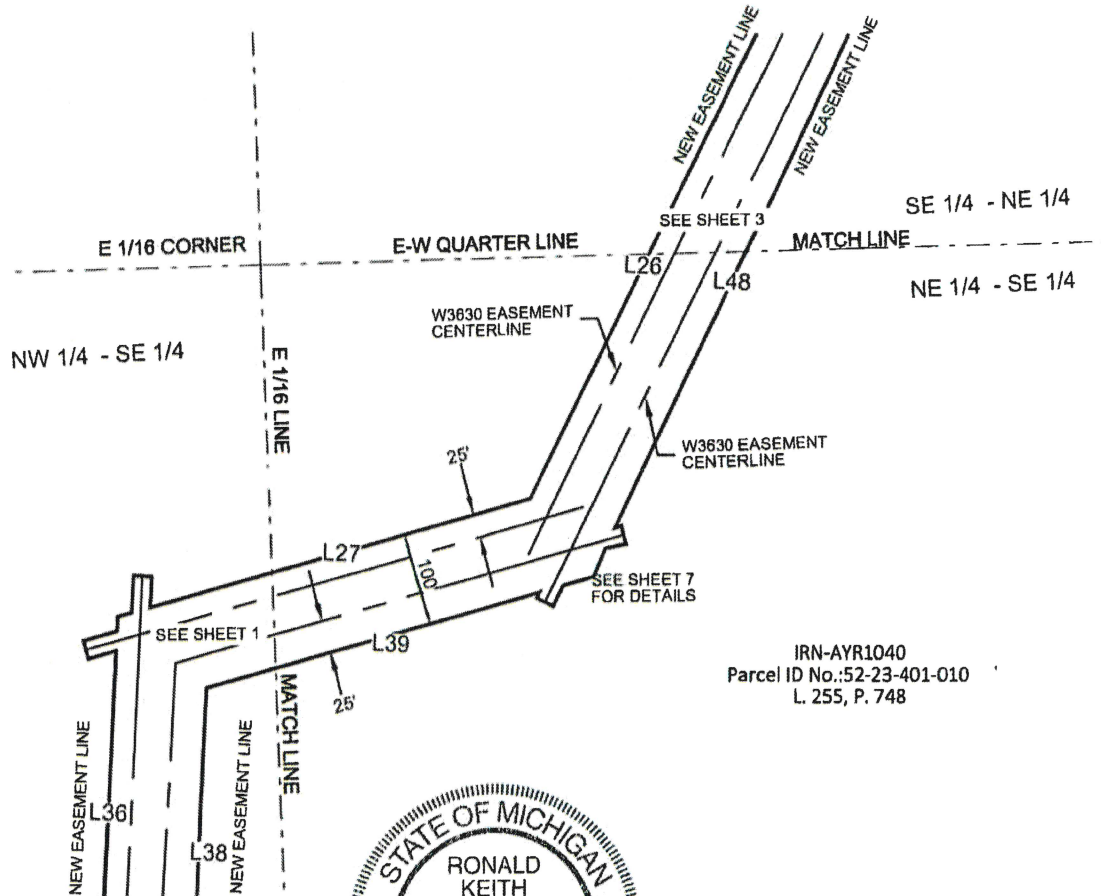 NEW EASEMENT LINE
NEW EASEMENT LINE
SEE SHEET 3
SE 1/4 - NE 1/4
E 1/16 CORNER
E-W QUARTER LINE
MATCH LINE
L26
L48
NE 1/4 - SE 1/4
W3630 EASEMENT
CENTERLINE
NW 1/4 - SE 1/4
E 1/16 LINE
W3630 EASEMENT
CENTERLINE
25'
L27
100'
SEE SHEET 7
FOR DETAILS
SEE SHEET 1
L39
IRN-AYR1040
Parcel ID No.:52-23-401-010
L. 255, P. 748
25'
MATCH LINE
NEW EASEMENT LINE
NEW EASEMENT LINE
L36
L38
STATE OF MICHIGAN
RONALD
KEITH